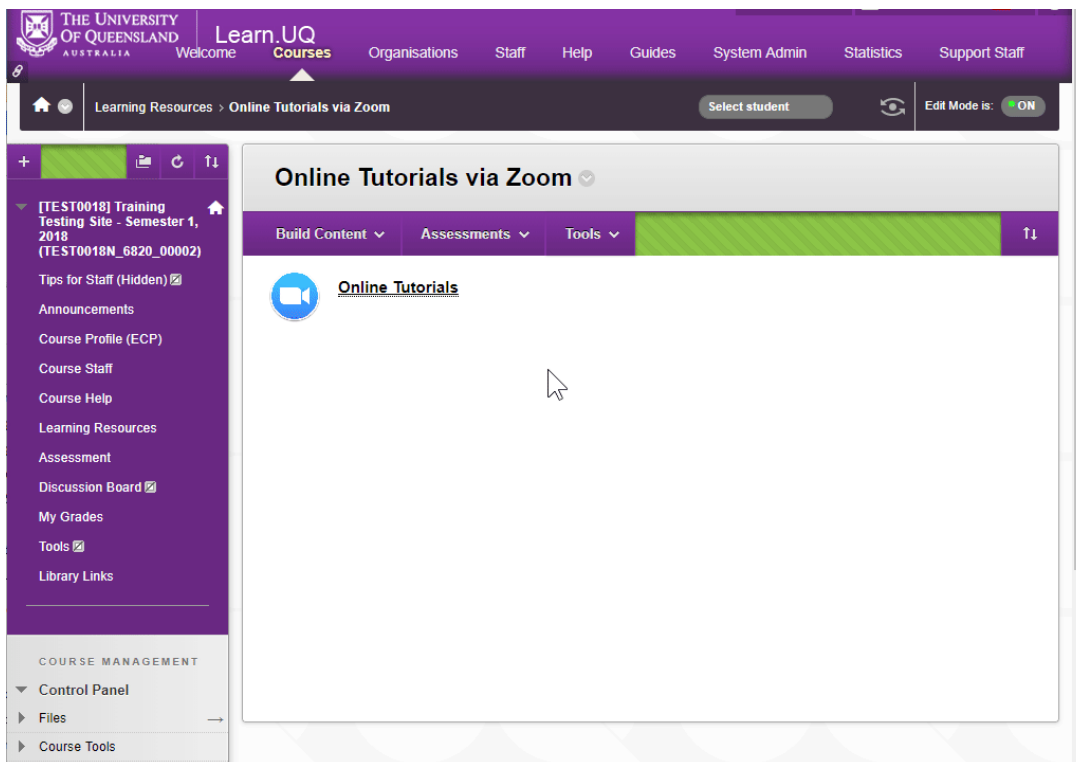 THE UNIVERSITY
OF QUEENSLAND
AUSTRALIA
Learn.UQ
Welcome Courses Organisations Staff Help Guides System Admin Statistics Support Staff
Learning Resources > Online Tutorials via Zoom
Select student
Edit Mode is: ON
[TEST0018] Training
Testing Site - Semester 1,
2018
(TEST0018N_6820_00002)
Tips for Staff (Hidden)
Announcements
Course Profile (ECP)
Course Staff
Course Help
Learning Resources
Assessment
Discussion Board
My Grades
Tools
Library Links
COURSE MANAGEMENT
Control Panel
Files
Course Tools
Online Tutorials via Zoom
Build Content Assessments Tools
Online Tutorials